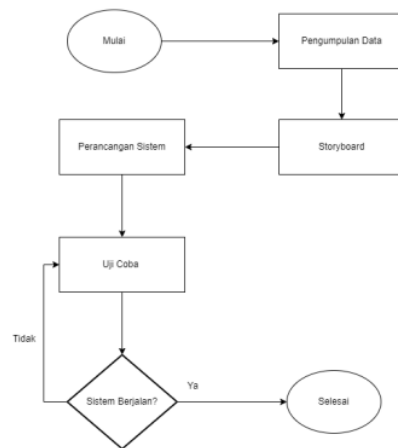 Mulai
Pengumpulan Data
Storyboard
Perancangan Sistem
Uji Coba
Tidak
Sistem Berjalan?
Ya
Selesai